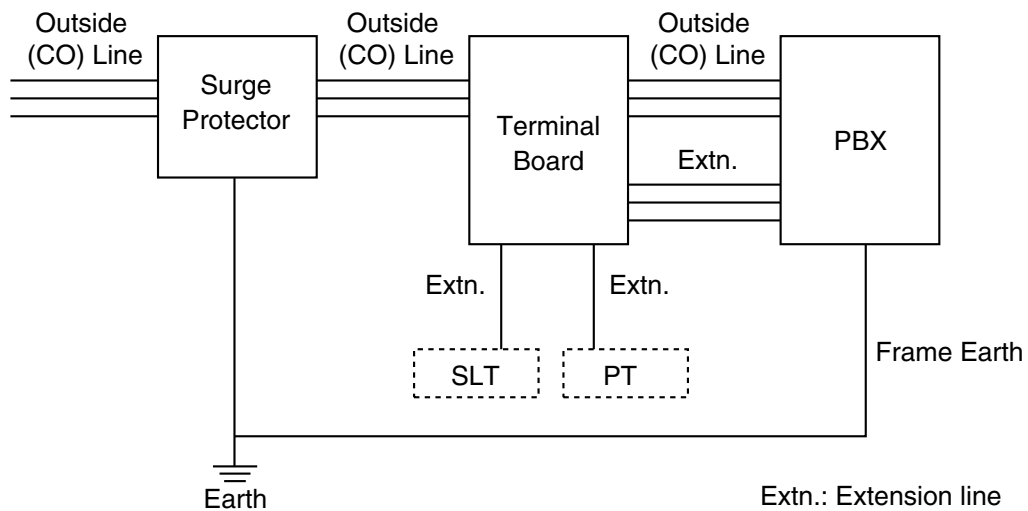 Outside
(CO) Line
Outside
(CO) Line
Outside
(CO) Line
Surge
Protector
Terminal
Board
PBX
Extn.
Extn.
Extn.
SLT
PT
Frame Earth
Earth
Extn.: Extension line